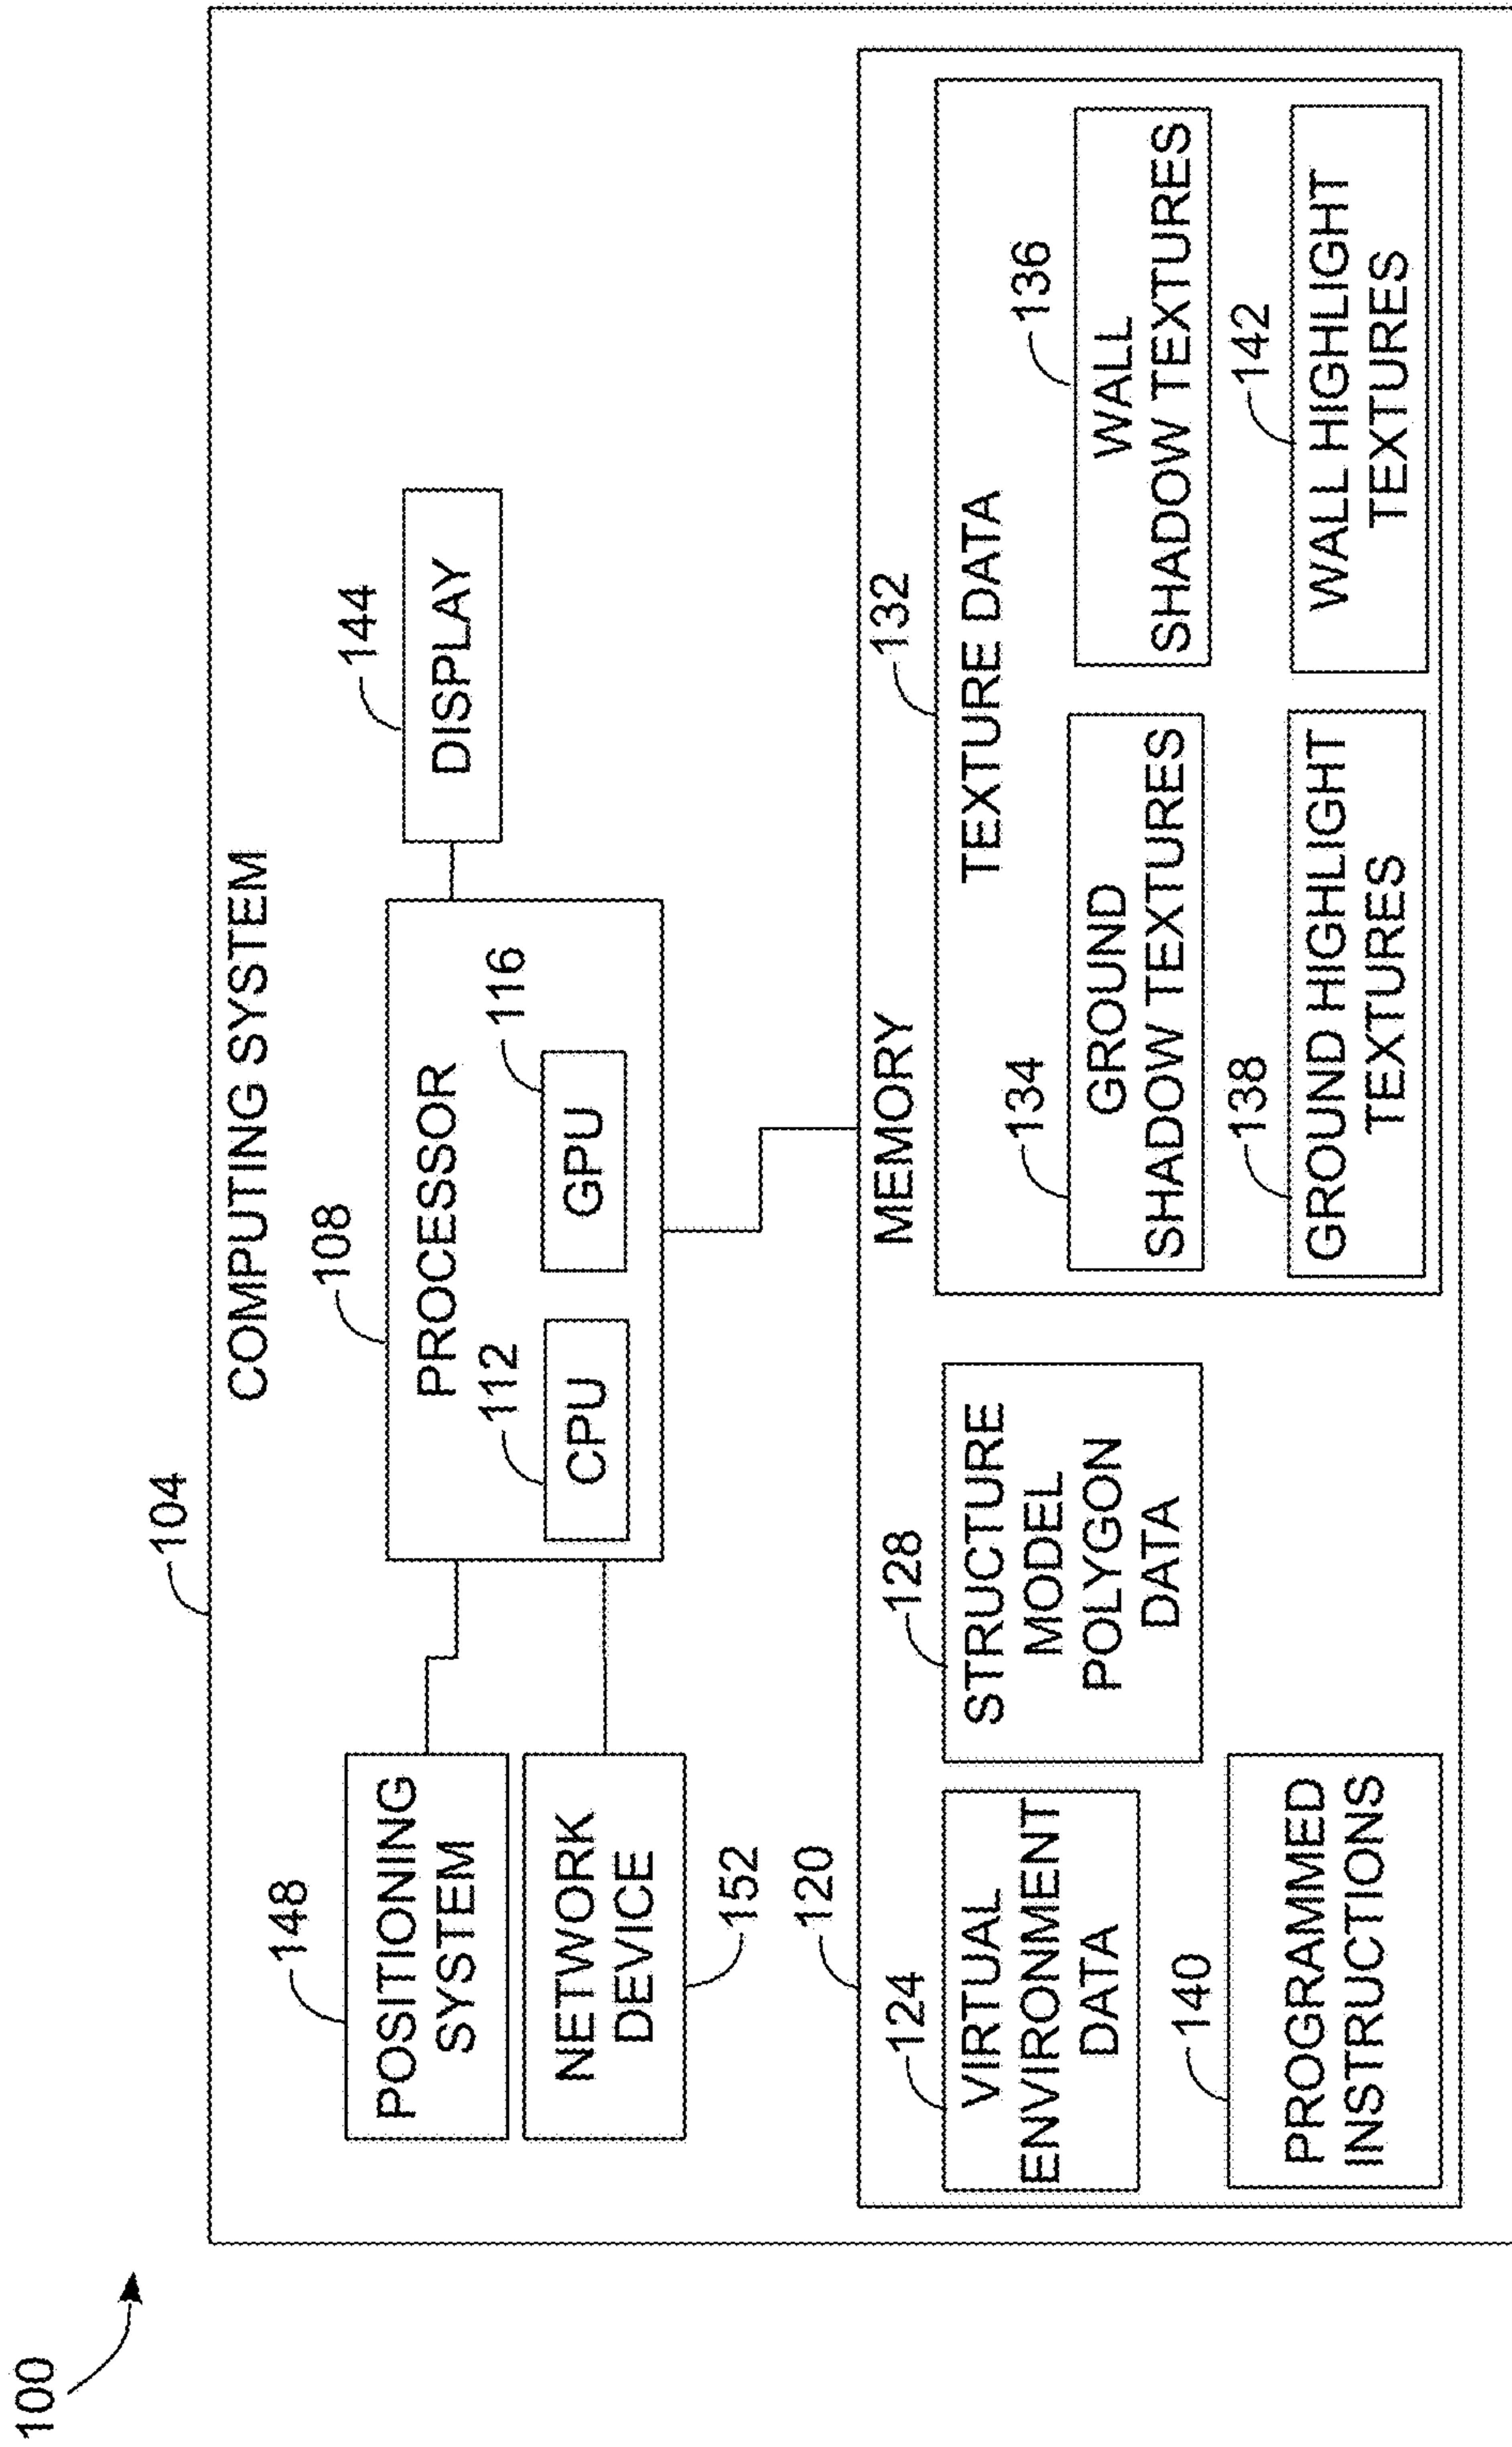 100
104
COMPUTING SYSTEM
148
POSITIONING
SYSTEM
NETWORK
DEVICE
152
108
PROCESSOR
112
CPU
116
GPU
144
DISPLAY
120
MEMORY
124
VIRTUAL
ENVIRONMENT
DATA
128
STRUCTURE
MODEL
POLYGON
DATA
140
PROGRAMMED
INSTRUCTIONS
132
TEXTURE DATA
134
GROUND
SHADOW TEXTURES
136
WALL
SHADOW TEXTURES
138
GROUND HIGHLIGHT
TEXTURES
142
WALL HIGHLIGHT
TEXTURES